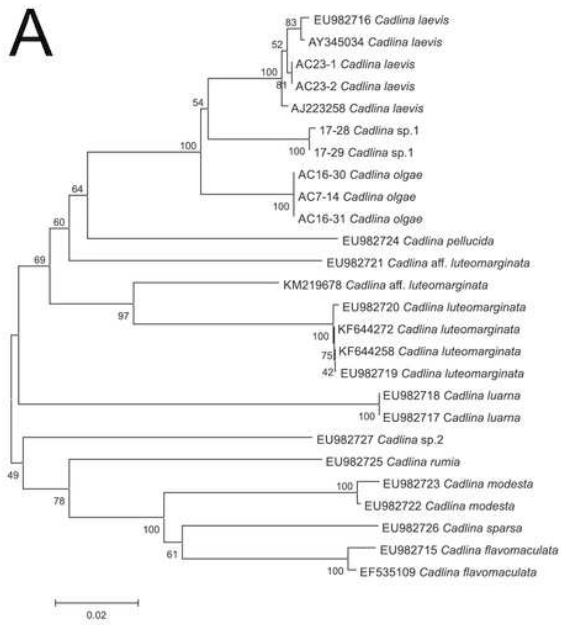 A
83 EU982716 Cadlina laevis
AY345034 Cadlina laevis
52
AC23-1 Cadlina laevis
100
81 AC23-2 Cadlina laevis
AJ223258 Cadlina laevis
54
17-28 Cadlina sp.1
100 17-29 Cadlina sp.1
100
AC16-30 Cadlina olgae
AC7-14 Cadlina olgae
100
AC16-31 Cadlina olgae
64
EU982724 Cadlina pellucida
60
EU982721 Cadlina aff. luteomarginata
69
KM219678 Cadlina aff. luteomarginata
97
EU982720 Cadlina luteomarginata
KF644272 Cadlina luteomarginata
100
KF644258 Cadlina luteomarginata
75
42 EU982719 Cadlina luteomarginata
EU982718 Cadlina luarna
100 EU982717 Cadlina luarna
EU982727 Cadlina sp.2
49
EU982725 Cadlina rumia
78
100 EU982723 Cadlina modesta
EU982722 Cadlina modesta
100
EU982726 Cadlina sparsa
61
EU982715 Cadlina flavomaculata
100 EF535109 Cadlina flavomaculata
0.02